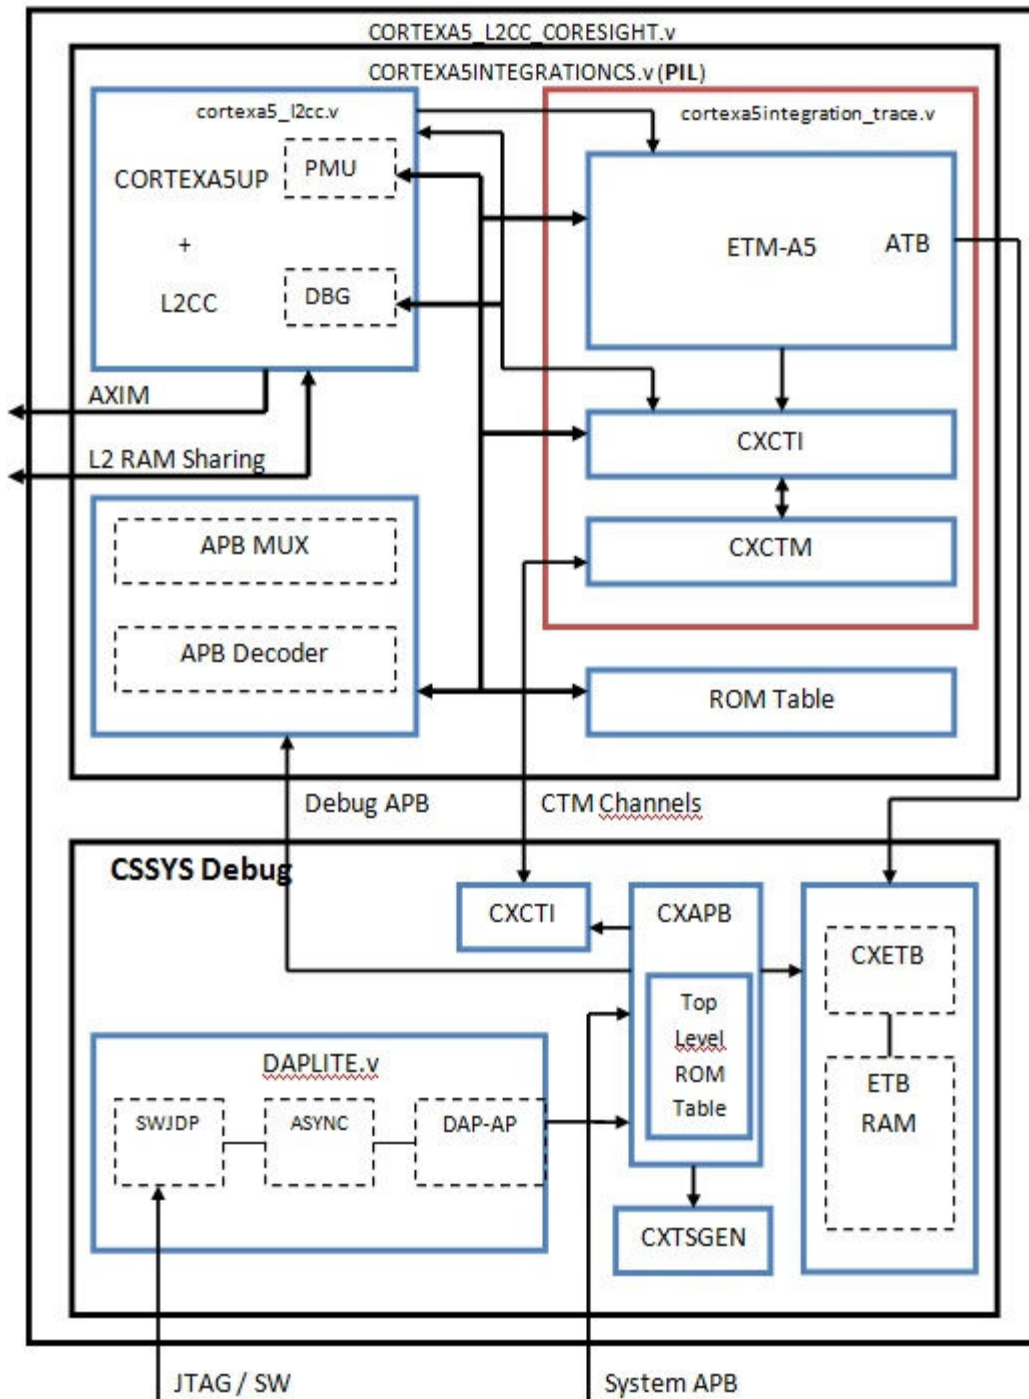 CORTEXA5_L2CC_CORESIGHT.v
CORTEXA5INTEGRATIONCS.v (PIL)
cortexa5_l2cc.v
PMU
CORTEXA5UP
+
L2CC
DBG
cortexa5integration_trace.v
ETM-A5
ATB
AXIM
L2 RAM Sharing
CXCTI
CXCTM
APB MUX
APB Decoder
ROM Table
Debug APB
CTM Channels
CSSYS Debug
CXCTI
CXAPB
Top
Level
ROM
Table
CXETB
ETB
RAM
DAPLITE.v
SWJDP
ASYNC
DAP-AP
CXTSGEN
JTAG / SW
System APB